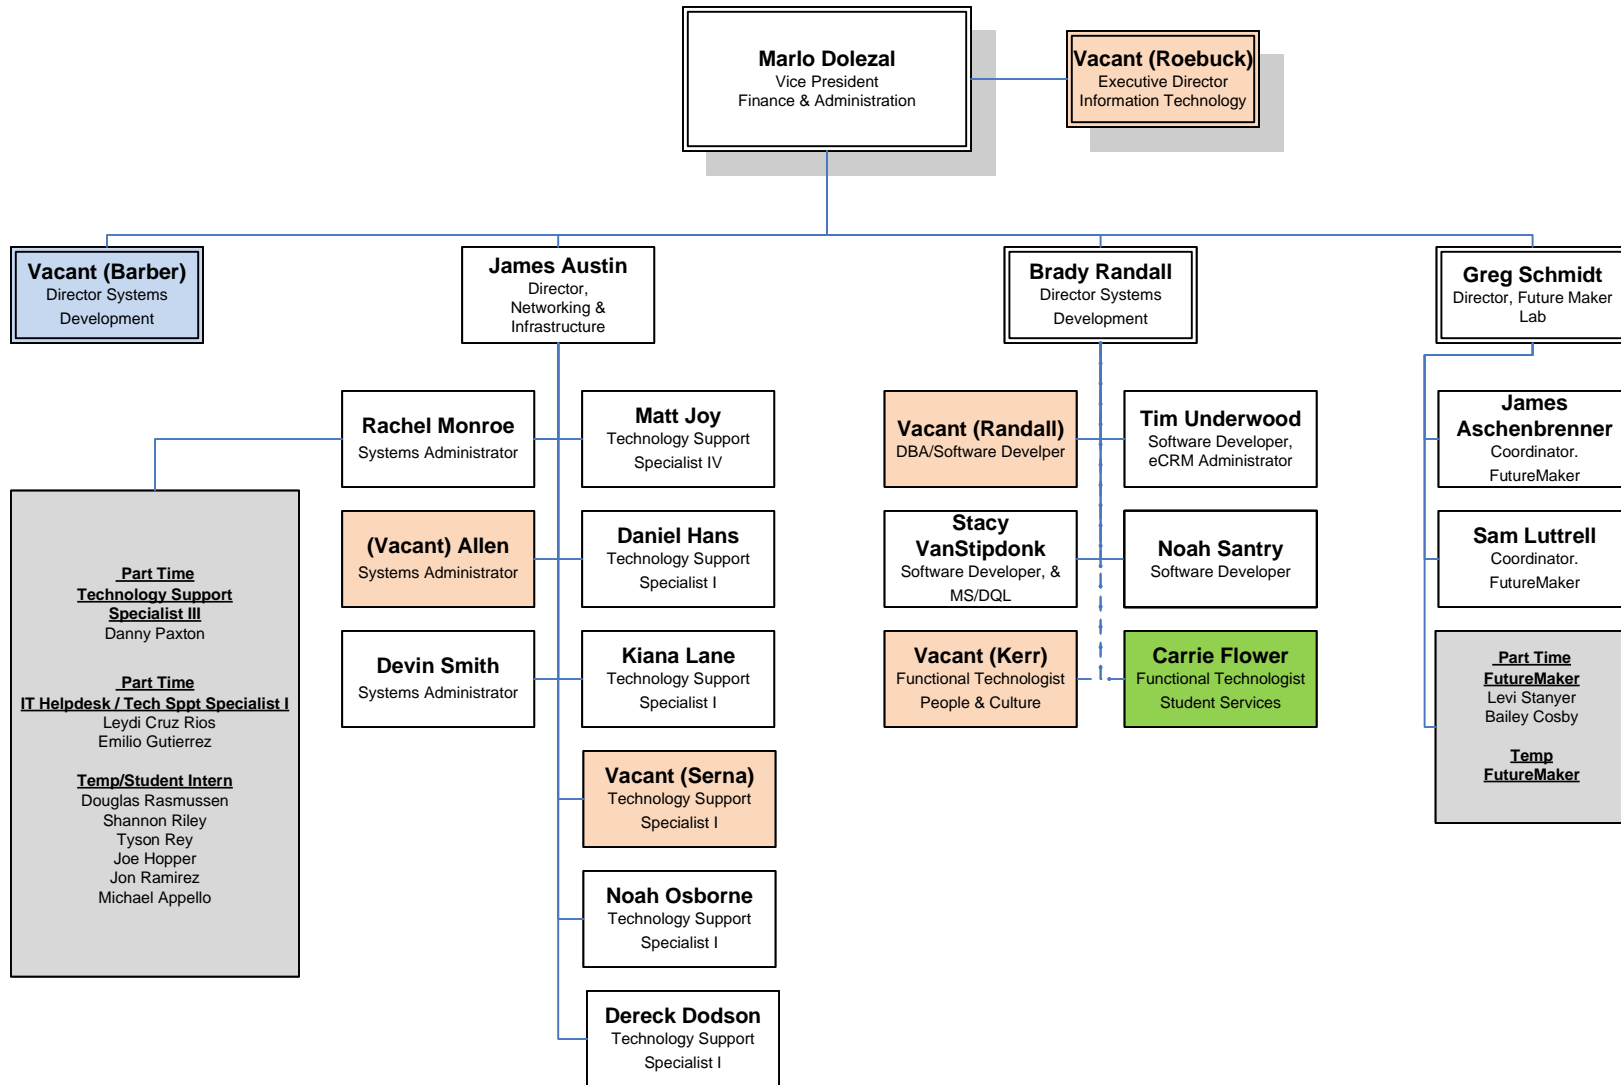 Marlo Dolezal
Vice President
Finance & Administration
Vacant (Roebuck)
Executive Director
Information Technology
Vacant (Barber)
Director Systems
Development
James Austin
Director,
Networking &
Infrastructure
Brady Randall
Director Systems
Development
Greg Schmidt
Director, Future Maker
Lab
Rachel Monroe
Systems Administrator
Matt Joy
Technology Support
Specialist IV
Vacant (Randall)
DBA/Software Develper
Tim Underwood
Software Developer,
eCRM Administrator
James
Aschenbrenner
Coordinator.
FutureMaker
(Vacant) Allen
Systems Administrator
Daniel Hans
Technology Support
Specialist I
Stacy
VanStipdonk
Software Developer, &
MS/DQL
Noah Santry
Software Developer
Sam Luttrell
Coordinator.
FutureMaker
Devin Smith
Systems Administrator
Kiana Lane
Technology Support
Specialist I
Vacant (Kerr)
Functional Technologist
People & Culture
Carrie Flower
Functional Technologist
Student Services
Part Time
FutureMaker
Levi Stanyer
Bailey Cosby
Temp
FutureMaker
Part Time
Technology Support
Specialist III
Danny Paxton
Part Time
IT Helpdesk / Tech Sppt Specialist I
Leydi Cruz Rios
Emilio Gutierrez
Temp/Student Intern
Douglas Rasmussen
Shannon Riley
Tyson Rey
Joe Hopper
Jon Ramirez
Michael Appello
Vacant (Serna)
Technology Support
Specialist I
Noah Osborne
Technology Support
Specialist I
Dereck Dodson
Technology Support
Specialist I